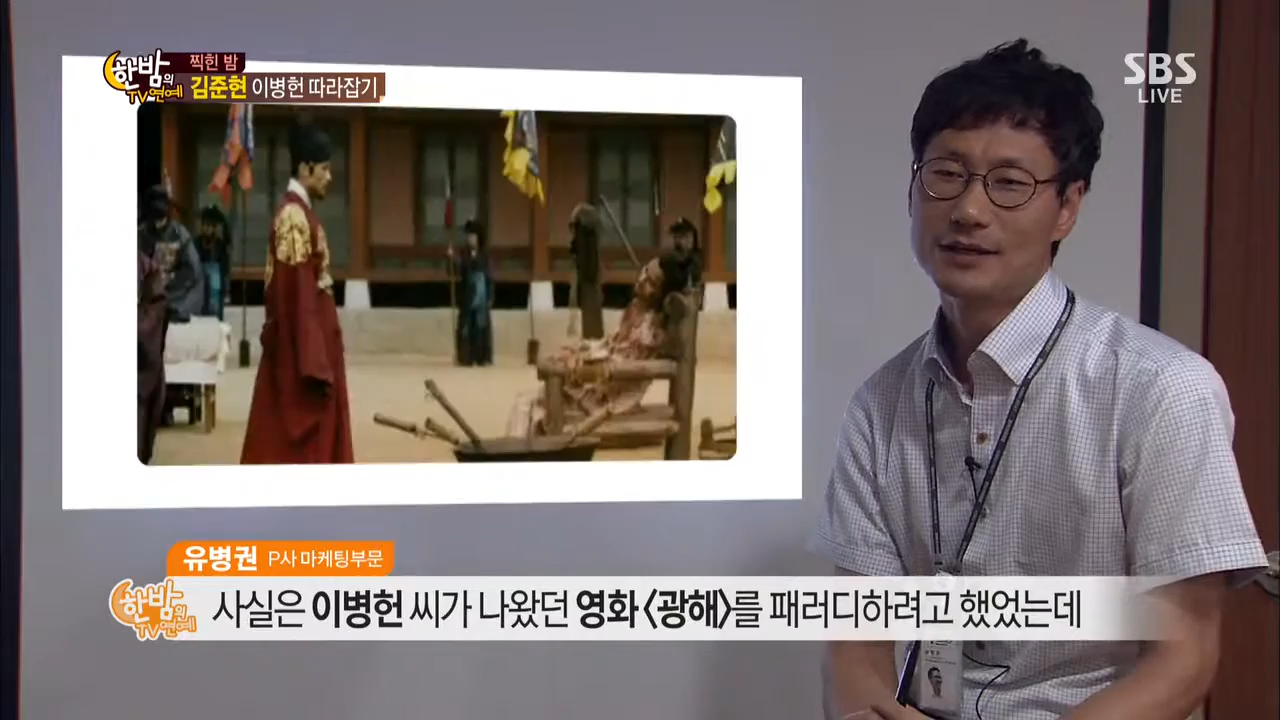 한밤의
TV연예
찍힌 밤
김준현 이병헌 따라잡기
SBS
LIVE
유병권 P사 마케팅부문
한밤의
TV연예
사실은 이병헌 씨가 나왔던 영화 <광해>를 패러디하려고 했었는데